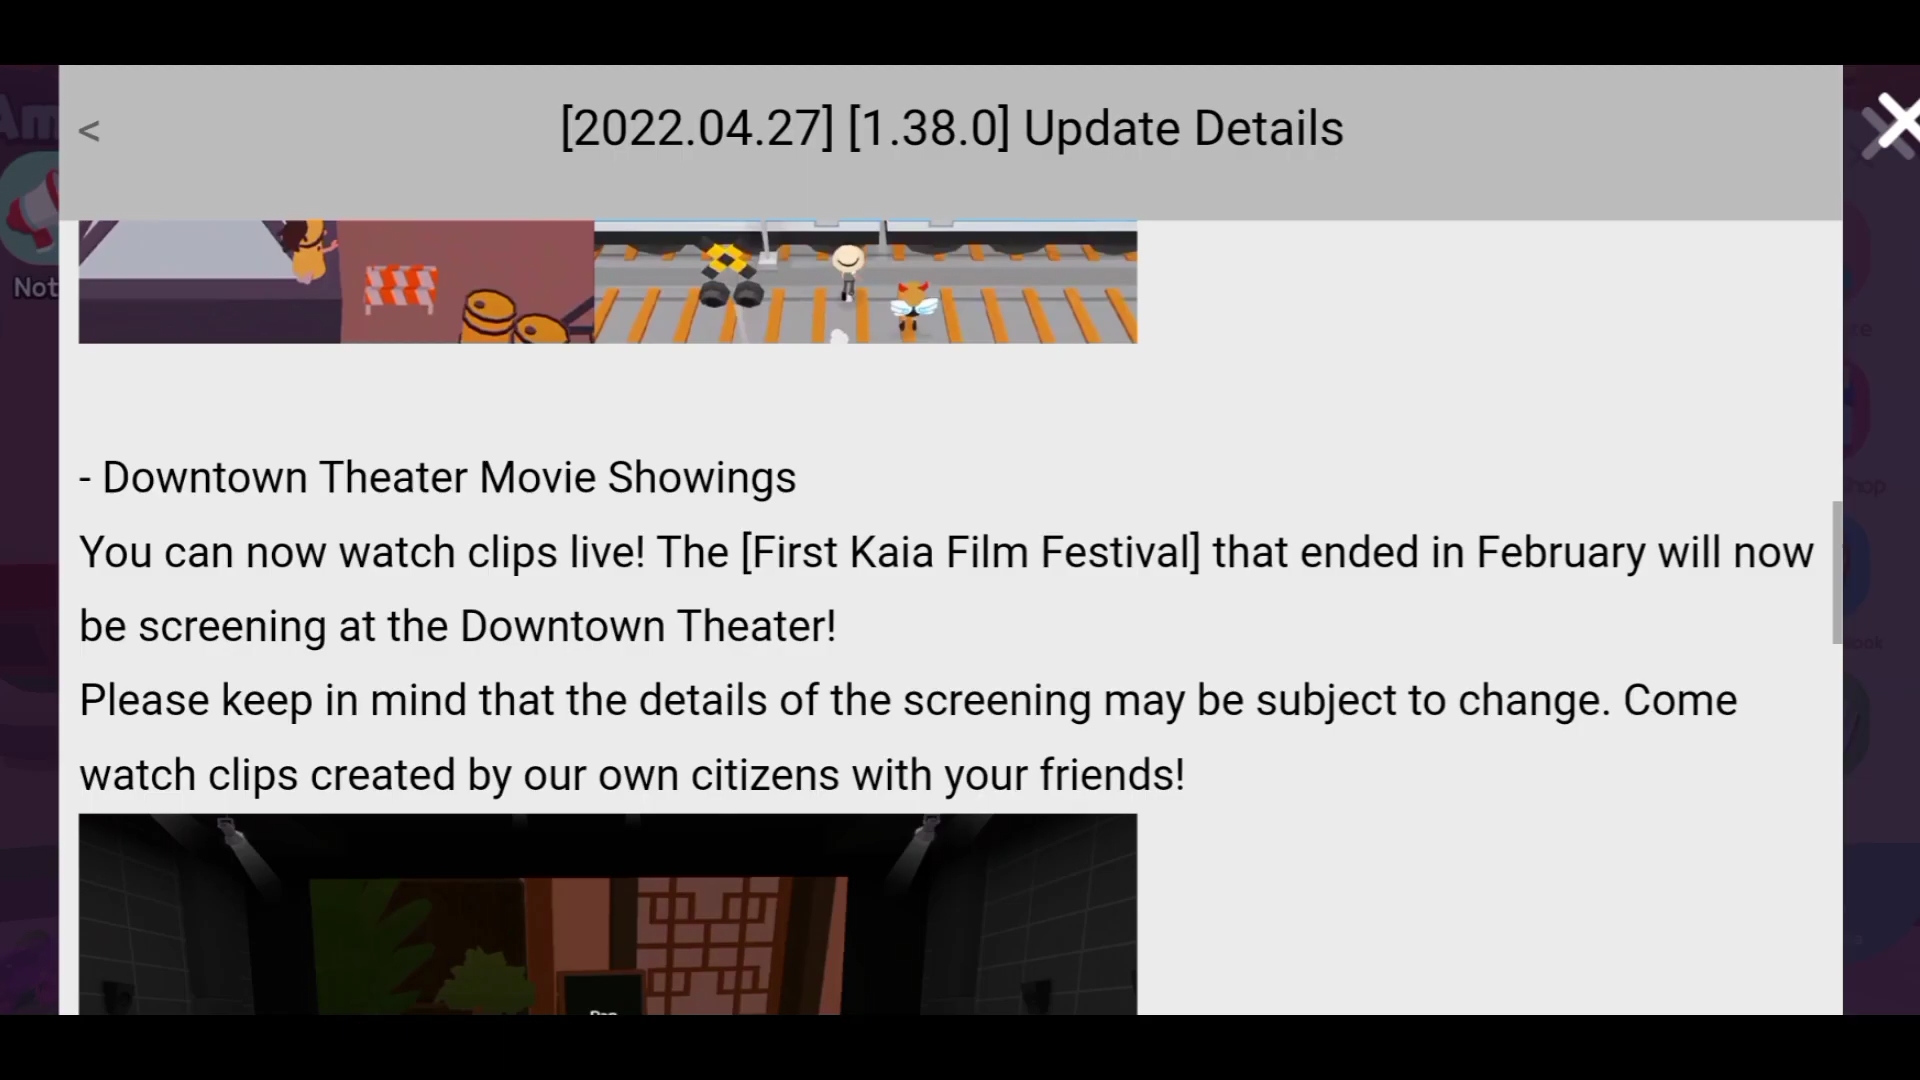 <
[2022.04.27] [1.38.0] Update Details
Am
Not
- Downtown Theater Movie Showings
You can now watch clips live! The [First Kaia Film Festival] that ended in February will now
be screening at the Downtown Theater!
Please keep in mind that the details of the screening may be subject to change. Come
watch clips created by our own citizens with your friends!